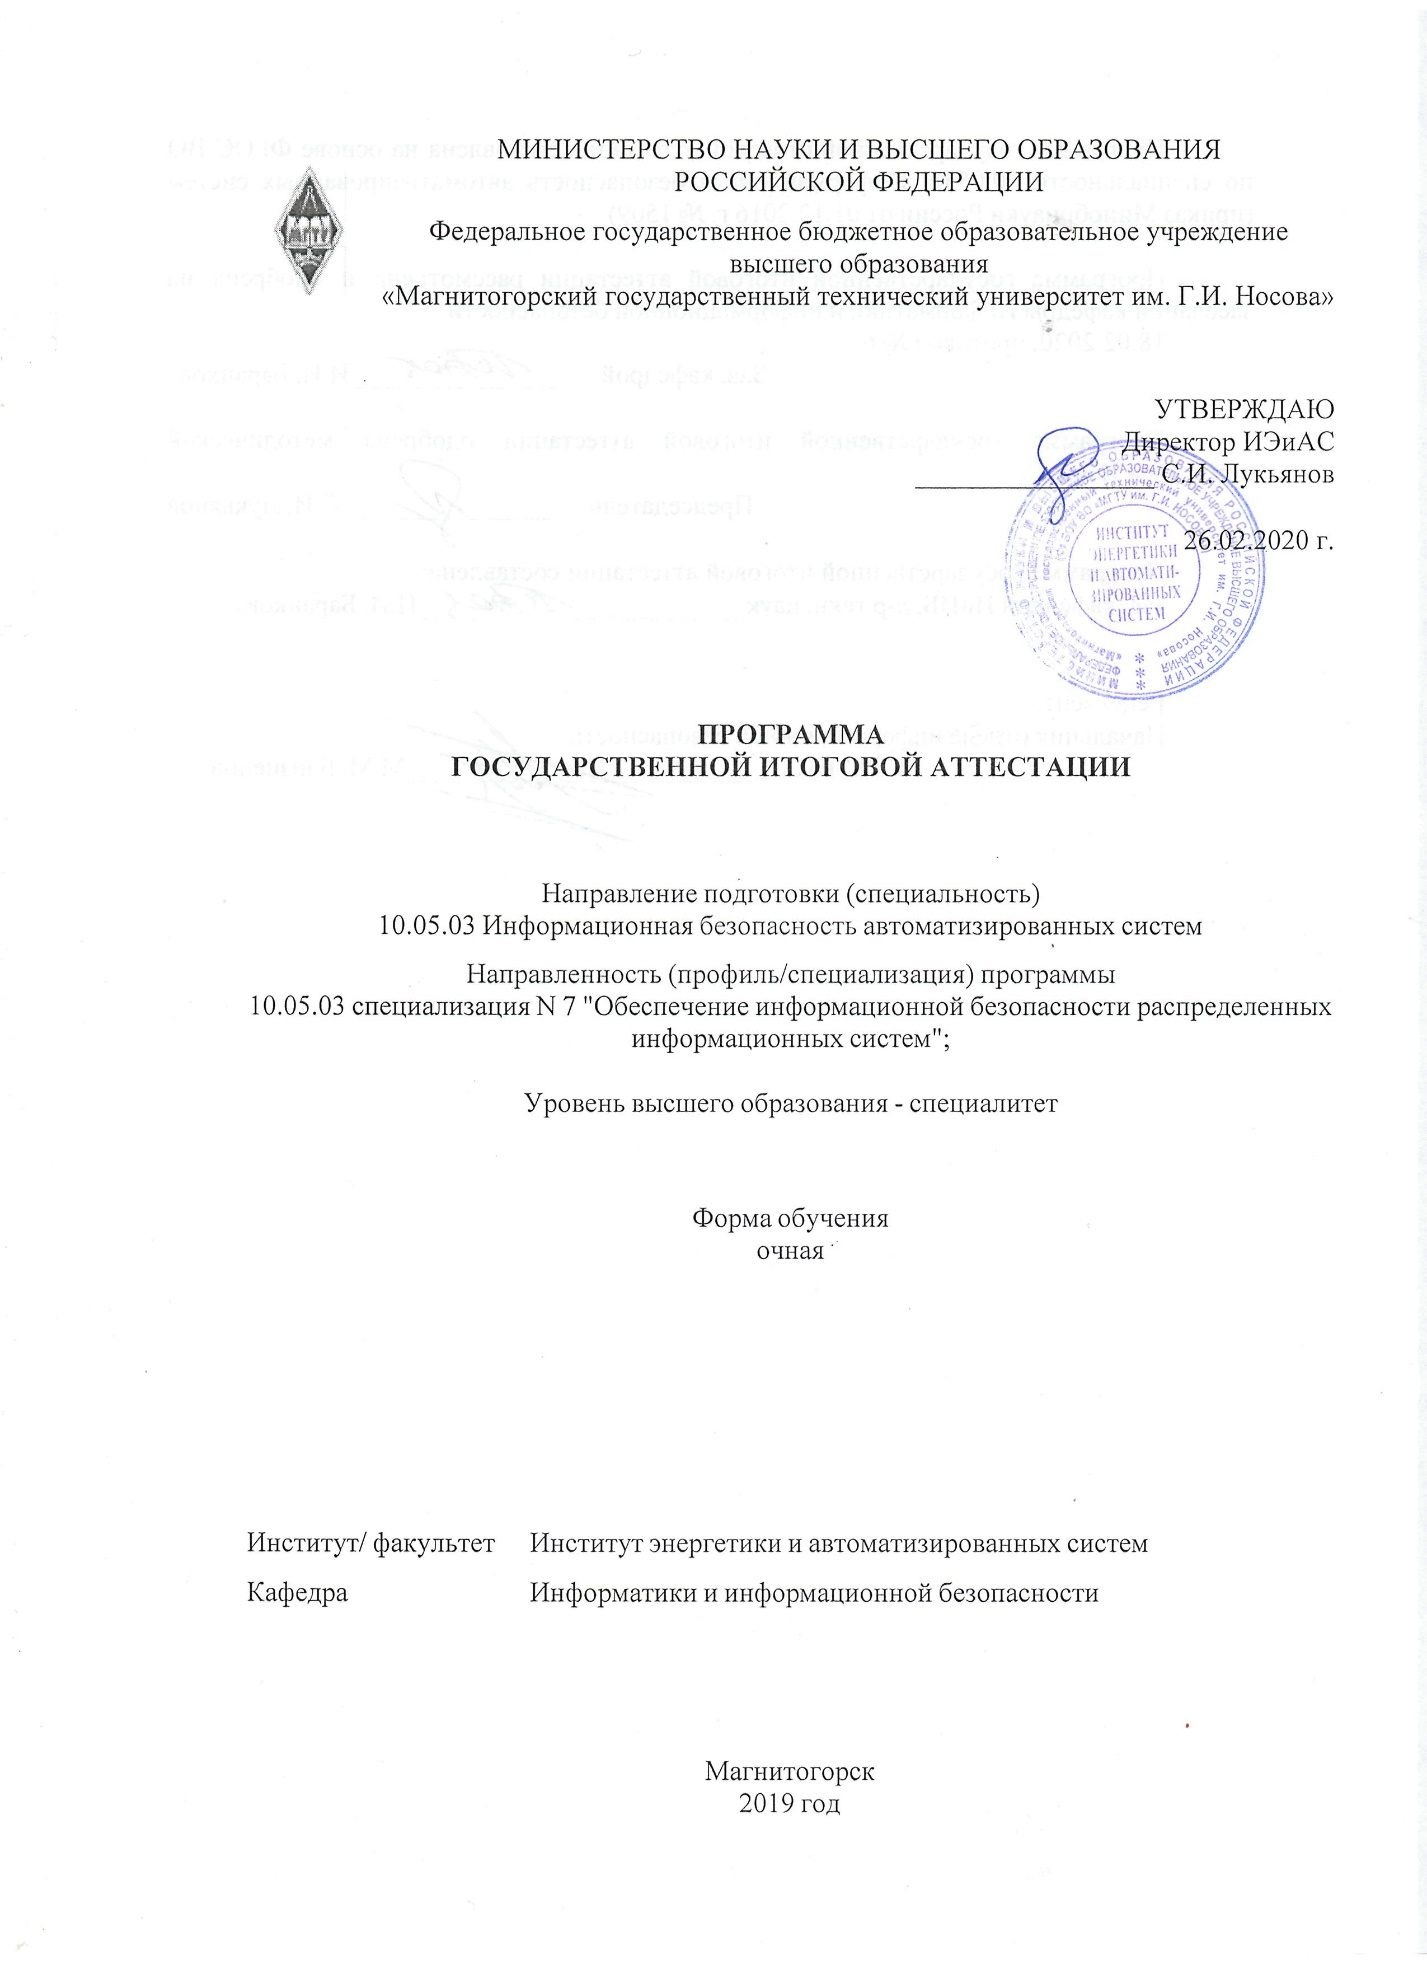 МИНИСТЕРСТВО НАУКИ И ВЫСШЕГО ОБРАЗОВАНИЯ
РОССИЙСКОЙ ФЕДЕРАЦИИ
Федеральное государственное бюджетное образовательное учреждение
высшего образования
«Магнитогорский государственный технический университет им. Г.И. Носова»
УТВЕРЖДАЮ
Директор ИЭиАС
С.И. Лукьянов
26.02.2020 г.
ИНСТИТУТ
ЭНЕРГЕТИКИ
И АВТОМАТИ-
ЗИРОВАННЫХ
СИСТЕМ
ПРОГРАММА
ГОСУДАРСТВЕННОЙ ИТОГОВОЙ АТТЕСТАЦИИ
Направление подготовки (специальность)
10.05.03 Информационная безопасность автоматизированных систем
Направленность (профиль/специализация) программы
10.05.03 специализация N 7 "Обеспечение информационной безопасности распределенных
информационных систем";
Уровень высшего образования - специалитет
Форма обучения
очная
Институт/ факультет Институт энергетики и автоматизированных систем
Кафедра Информатики и информационной безопасности
Магнитогорск
2019 год